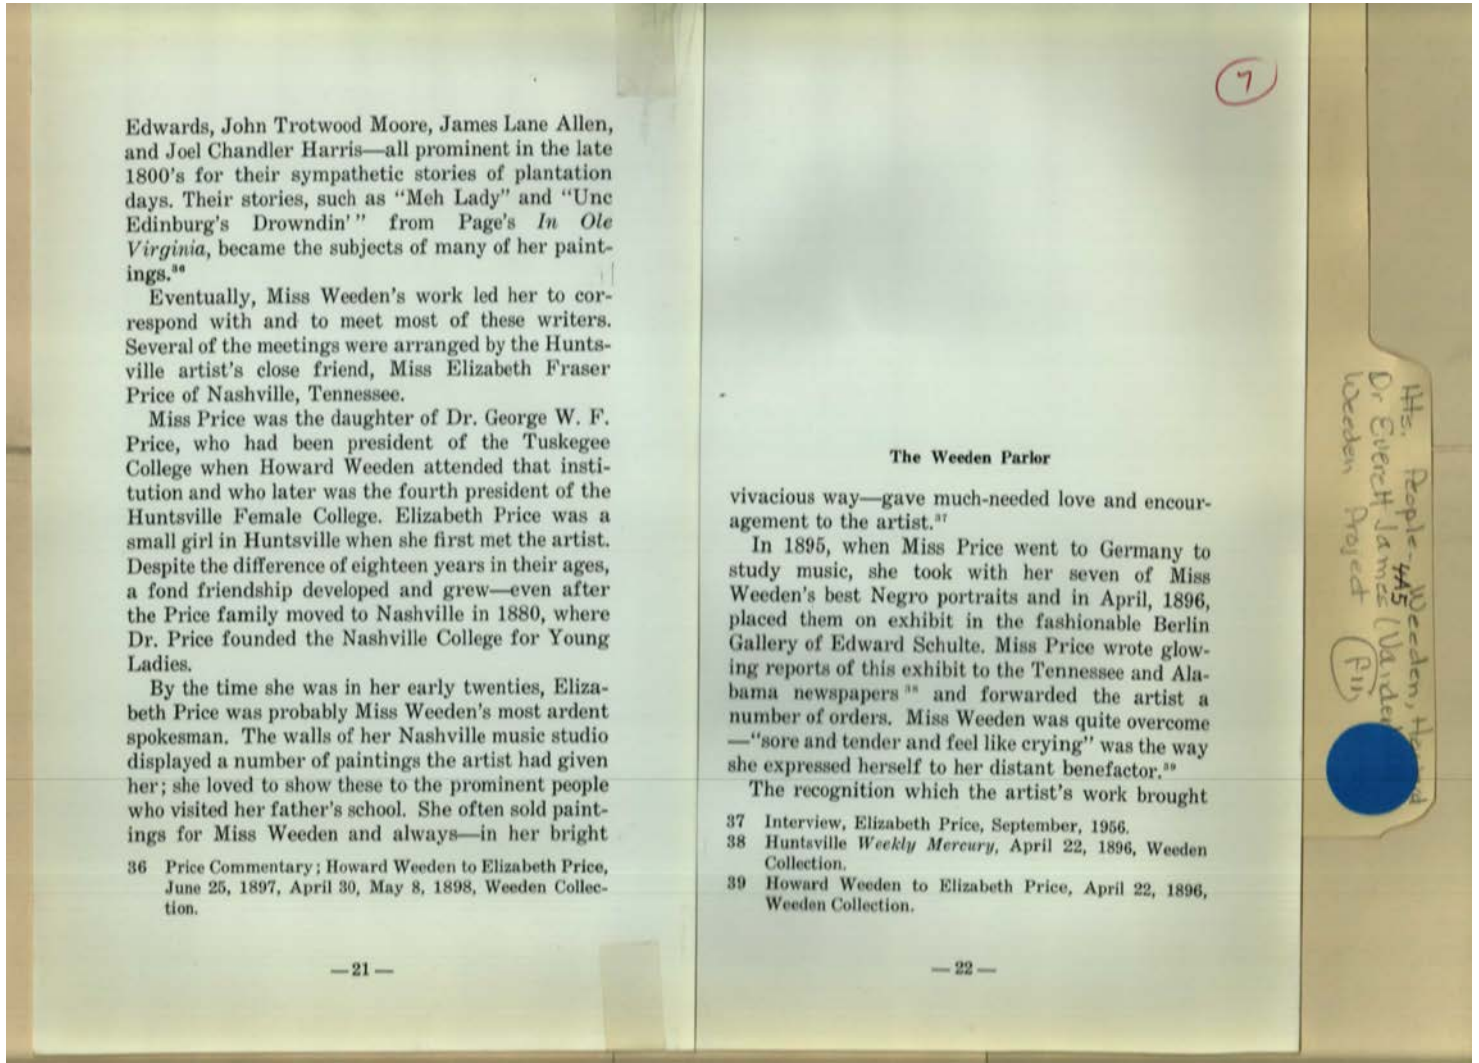 Edwards, John Trotwood Moore, James Lane Allen,
and Joel Chandler Harris—all prominent in the late
1800's for their sympathetic stories of plantation
days. Their stories, such as "Meh Lady" and "Unc
Edinburg's Drowndin'" from Page's In Ole
Virginia, became the subjects of many of her paint-
ings.³⁶
Eventually, Miss Weeden's work led her to cor-
respond with and to meet most of these writers.
Several of the meetings were arranged by the Hunts-
ville artist's close friend, Miss Elizabeth Fraser
Price of Nashville, Tennessee.
Miss Price was the daughter of Dr. George W. F.
Price, who had been president of the Tuskegee
College when Howard Weeden attended that insti-
tution and who later was the fourth president of the
Huntsville Female College. Elizabeth Price was a
small girl in Huntsville when she first met the artist.
Despite the difference of eighteen years in their ages,
a fond friendship developed and grew—even after
the Price family moved to Nashville in 1880, where
Dr. Price founded the Nashville College for Young
Ladies.
By the time she was in her early twenties, Eliza-
beth Price was probably Miss Weeden's most ardent
spokesman. The walls of her Nashville music studio
displayed a number of paintings the artist had given
her; she loved to show these to the prominent people
who visited her father's school. She often sold paint-
ings for Miss Weeden and always—in her bright
36 Price Commentary; Howard Weeden to Elizabeth Price,
June 25, 1897, April 30, May 8, 1898, Weeden Collec-
tion.
—21—
7
The Weeden Parlor
vivacious way—gave much-needed love and encour-
agement to the artist.³⁷
In 1895, when Miss Price went to Germany to
study music, she took with her seven of Miss
Weeden's best Negro portraits and in April, 1896,
placed them on exhibit in the fashionable Berlin
Gallery of Edward Schulte. Miss Price wrote glow-
ing reports of this exhibit to the Tennessee and Ala-
bama newspapers ³⁸ and forwarded the artist a
number of orders. Miss Weeden was quite overcome
—"sore and tender and feel like crying" was the way
she expressed herself to her distant benefactor.³⁹
The recognition which the artist's work brought
37 Interview, Elizabeth Price, September, 1956.
38 Huntsville Weekly Mercury, April 22, 1896, Weeden
Collection.
39 Howard Weeden to Elizabeth Price, April 22, 1896,
Weeden Collection.
—22—
People - Weeden,
Dr Everett James
Weeden Project